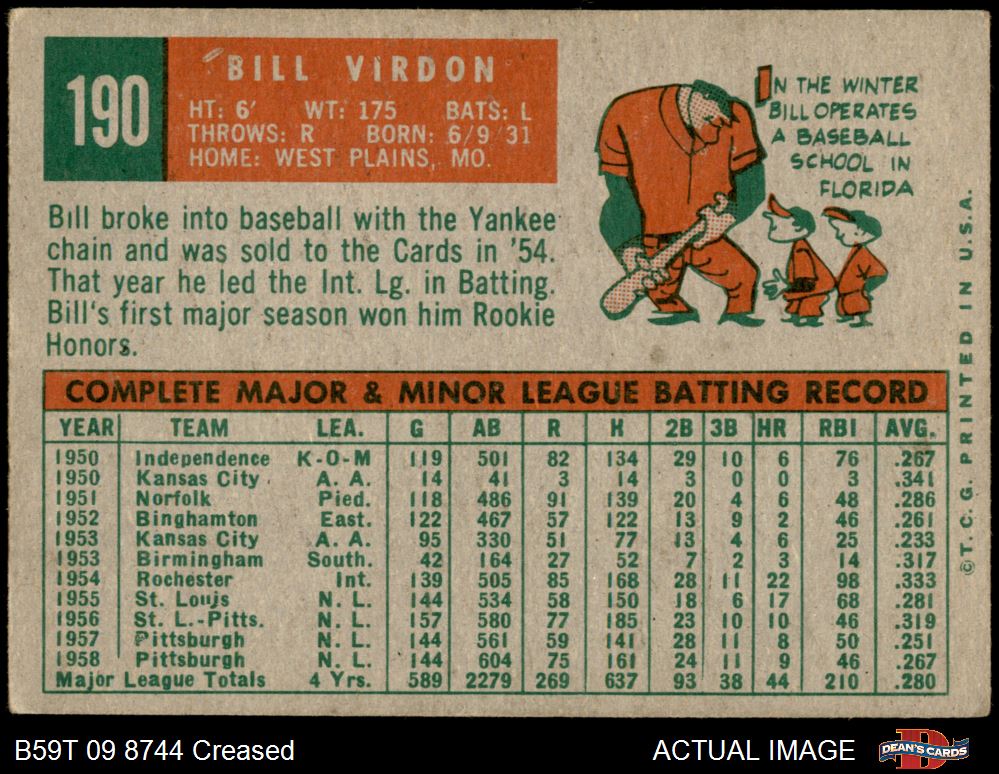 190
BILL VIRDON
HT: 6' WT: 175 BATS: L
THROWS: R BORN: 6/9/31
HOME: WEST PLAINS, MO.
IN THE WINTER
BILL OPERATES
A BASEBALL
SCHOOL IN
FLORIDA
Bill broke into baseball with the Yankee
chain and was sold to the Cards in '54.
That year he led the Int. Lg. in Batting.
Bill's first major season won him Rookie
Honors.
COMPLETE MAJOR & MINOR LEAGUE BATTING RECORD
YEAR TEAM LEA. G AB R H 2B 3B HR RBI AVG.
1950 Independence K-O-M 119 501 82 134 29 10 6 76 .267
1950 Kansas City A. A. 14 41 3 14 3 0 0 3 .341
1951 Norfolk Pied. 118 486 91 139 20 4 6 48 .286
1952 Binghamton East. 122 467 57 122 13 9 2 46 .261
1953 Kansas City A. A. 95 330 51 77 13 4 6 25 .233
1953 Birmingham South. 42 164 27 52 7 2 3 14 .317
1954 Rochester Int. 139 505 85 168 28 11 22 98 .333
1955 St. Louis N. L. 144 534 58 150 18 6 17 68 .281
1956 St. L.-Pitts. N. L. 157 580 77 185 23 10 10 46 .319
1957 Pittsburgh N. L. 144 561 59 141 28 11 8 50 .251
1958 Pittsburgh N. L. 144 604 75 161 24 11 9 46 .267
Major League Totals 4 Yrs. 589 2279 269 637 93 38 44 210 .280
©T. C. G. PRINTED IN U.S.A.
B59T 09 8744 Creased
ACTUAL IMAGE
DEAN'S CARDS